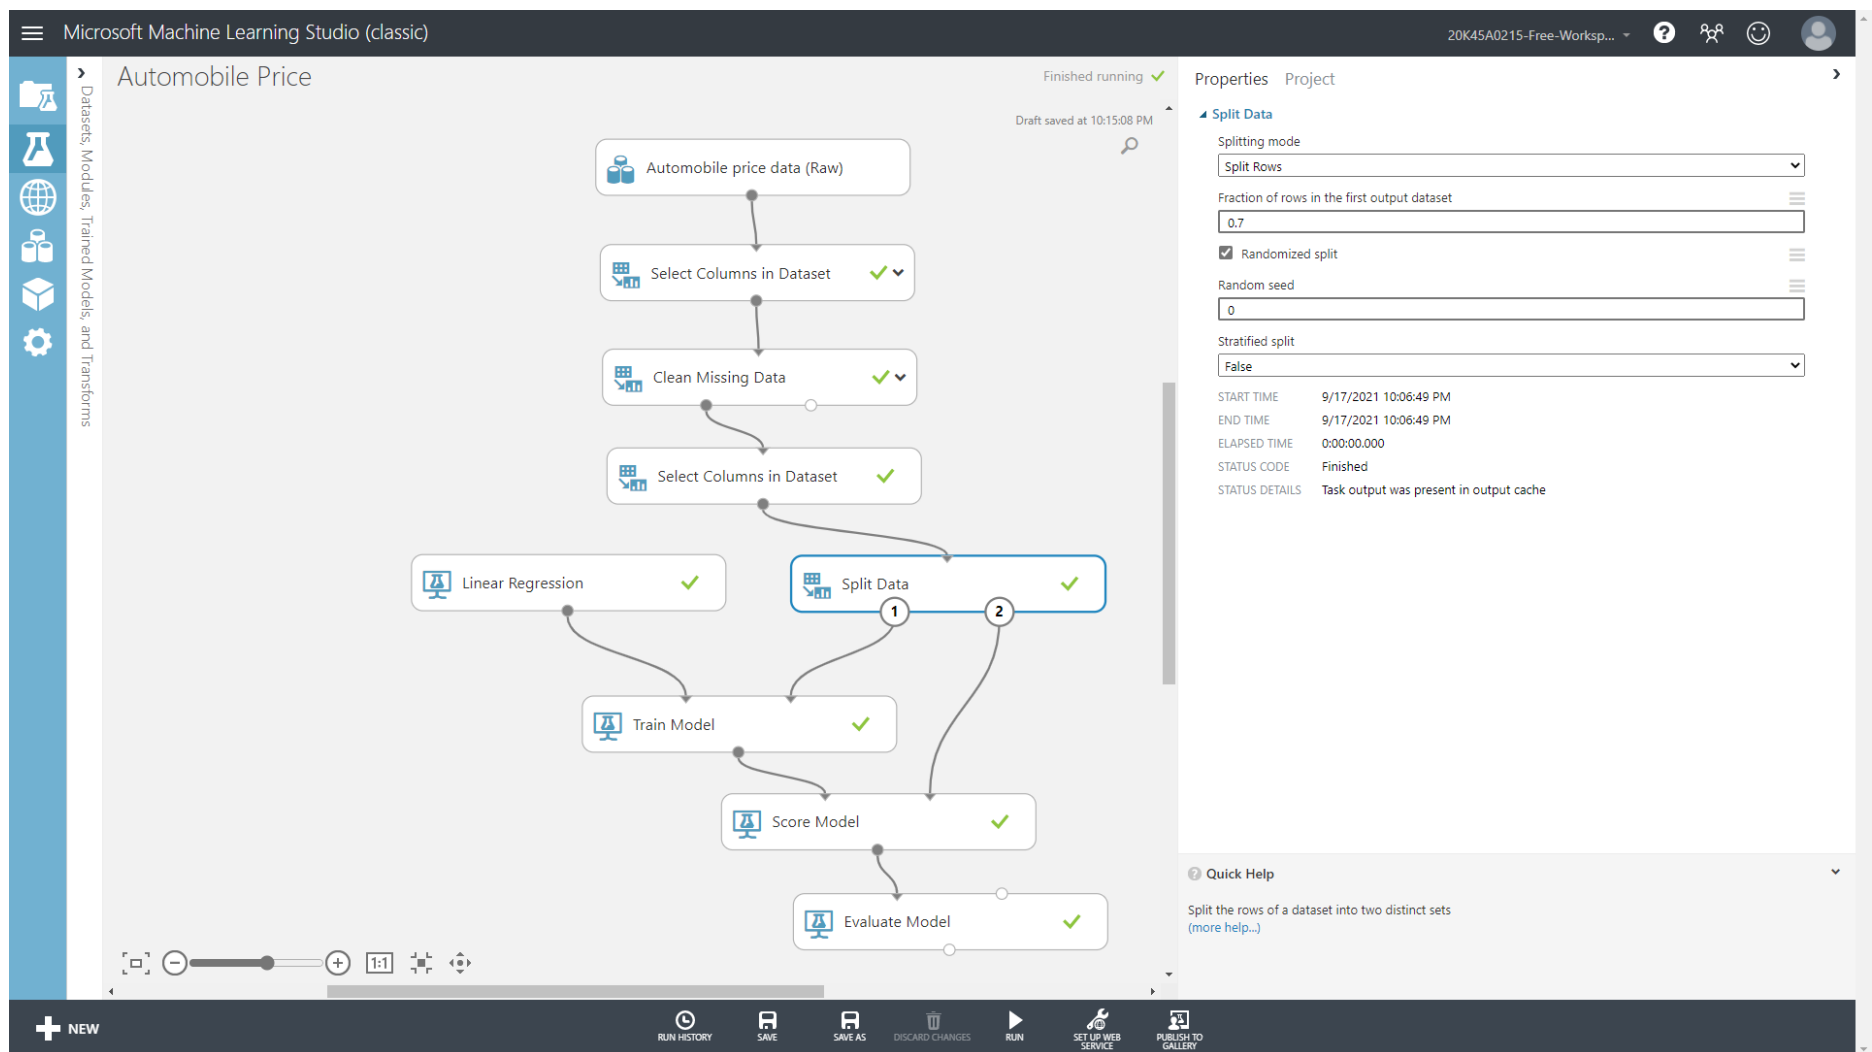 Microsoft Machine Learning Studio (classic)
20K45A0215-Free-Worksp...
Datasets, Modules, Trained Models, and Transforms
Automobile Price
Finished running
Draft saved at 10:15:08 PM
Automobile price data (Raw)
Select Columns in Dataset
Clean Missing Data
Select Columns in Dataset
Linear Regression
Split Data
1
2
Train Model
Score Model
Evaluate Model
1:1
Properties Project
Split Data
Splitting mode
Split Rows
Fraction of rows in the first output dataset
0.7
Randomized split
Random seed
0
Stratified split
False
START TIME 9/17/2021 10:06:49 PM
END TIME 9/17/2021 10:06:49 PM
ELAPSED TIME 0:00:00.000
STATUS CODE Finished
STATUS DETAILS Task output was present in output cache
Quick Help
Split the rows of a dataset into two distinct sets
(more help...)
NEW
RUN HISTORY
SAVE
SAVE AS
DISCARD CHANGES
RUN
SET UP WEB
SERVICE
PUBLISH TO
GALLERY